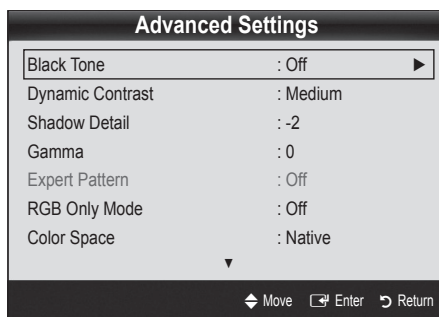 Advanced Settings
Black Tone : Off ▶
Dynamic Contrast : Medium
Shadow Detail : -2
Gamma : 0
Expert Pattern : Off
RGB Only Mode : Off
Color Space : Native
▼
Move Enter Return